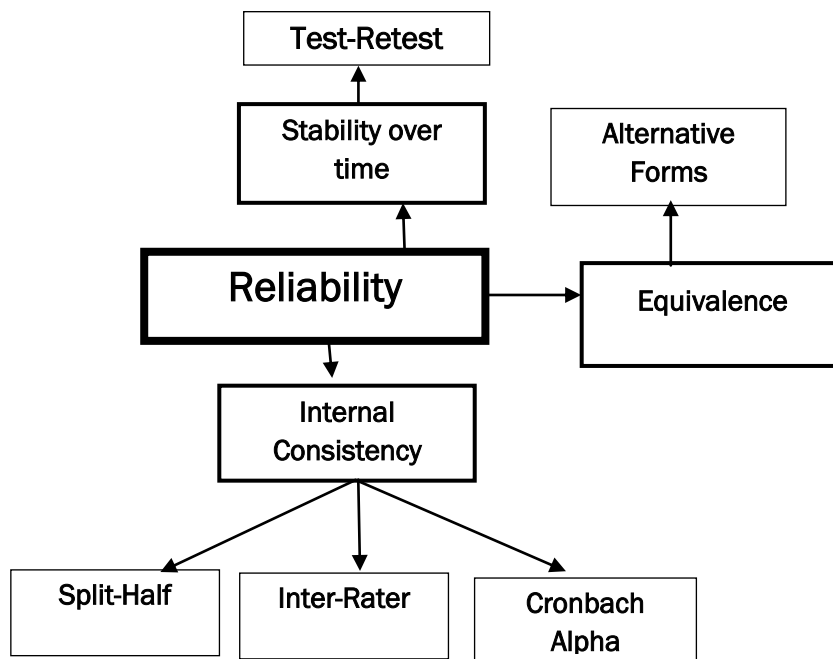 Test-Retest
Stability over
time
Alternative
Forms
Reliability
Equivalence
Internal
Consistency
Split-Half
Inter-Rater
Cronbach
Alpha